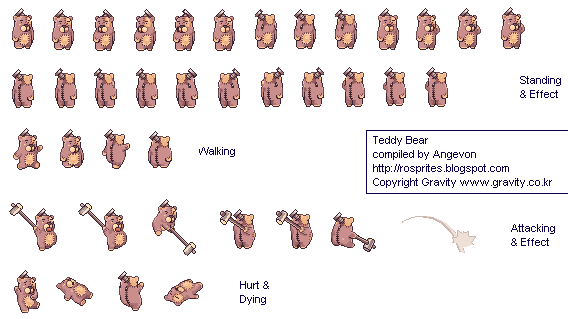 Standing
& Effect
Walking
Teddy Bear
compiled by Angevon
http://rosprites.blogspot.com
Copyright Gravity www.gravity.co.kr
Attacking
& Effect
Hurt &
Dying